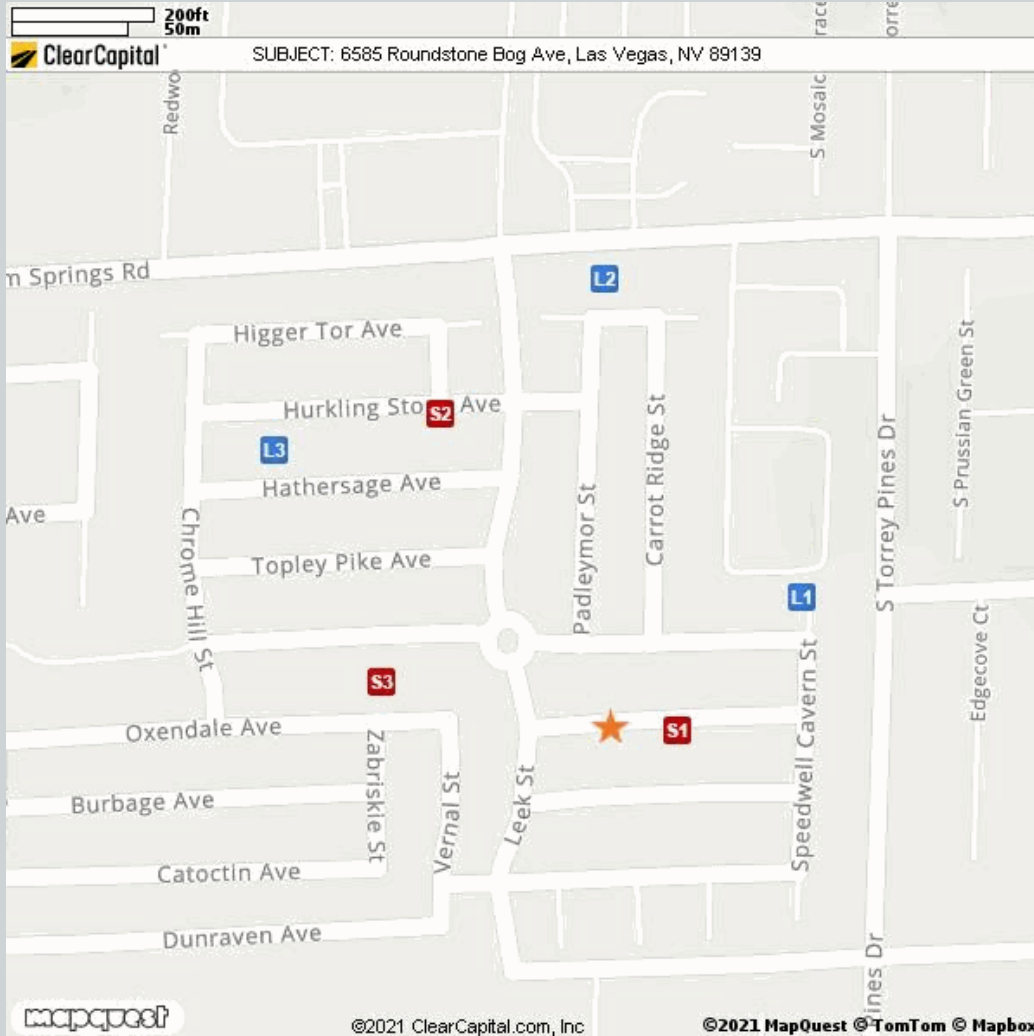 200ft
50m
ClearCapital
SUBJECT: 6585 Roundstone Bog Ave, Las Vegas, NV 89139
Redwo
S Mosaic
race
orre
m Springs Rd
L2
Higger Tor Ave
Hurkling Sto
S2
Ave
L3
Hathersage Ave
Ave
Chrome Hill St
Topley Pike Ave
Padleymor St
Carrot Ridge St
S Torrey Pines Dr
S Prussian Green St
L1
S3
Edgecove Ct
Oxendale Ave
S1
Speedwell Cavern St
Zabriskie St
Burbage Ave
Vernal St
Leek St
Catoctin Ave
Dunraven Ave
Pines Dr
mapquest
©2021 ClearCapital.com, Inc
©2021 MapQuest © TomTom © Mapbox